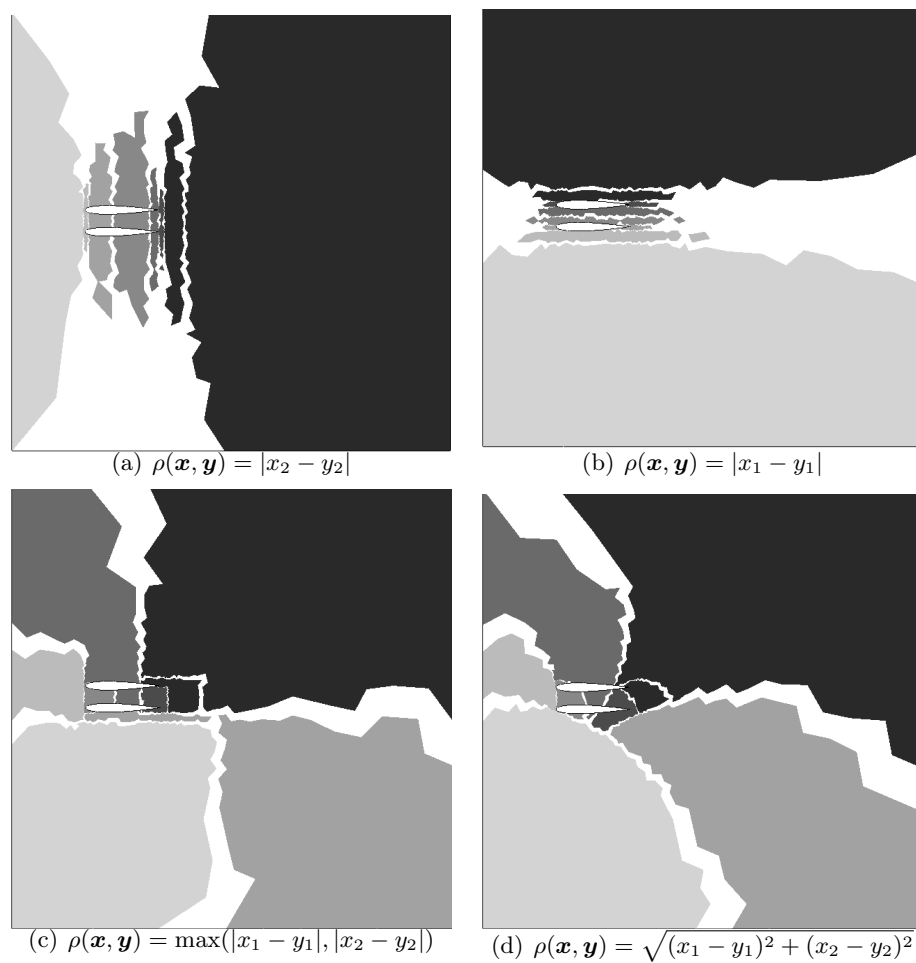 (a) ρ(𝒙, 𝒚) = |x₂ − y₂|
(b) ρ(𝒙, 𝒚) = |x₁ − y₁|
(c) ρ(𝒙, 𝒚) = max(|x₁ − y₁|, |x₂ − y₂|)
(d) ρ(𝒙, 𝒚) = √(x₁ − y₁)² + (x₂ − y₂)²